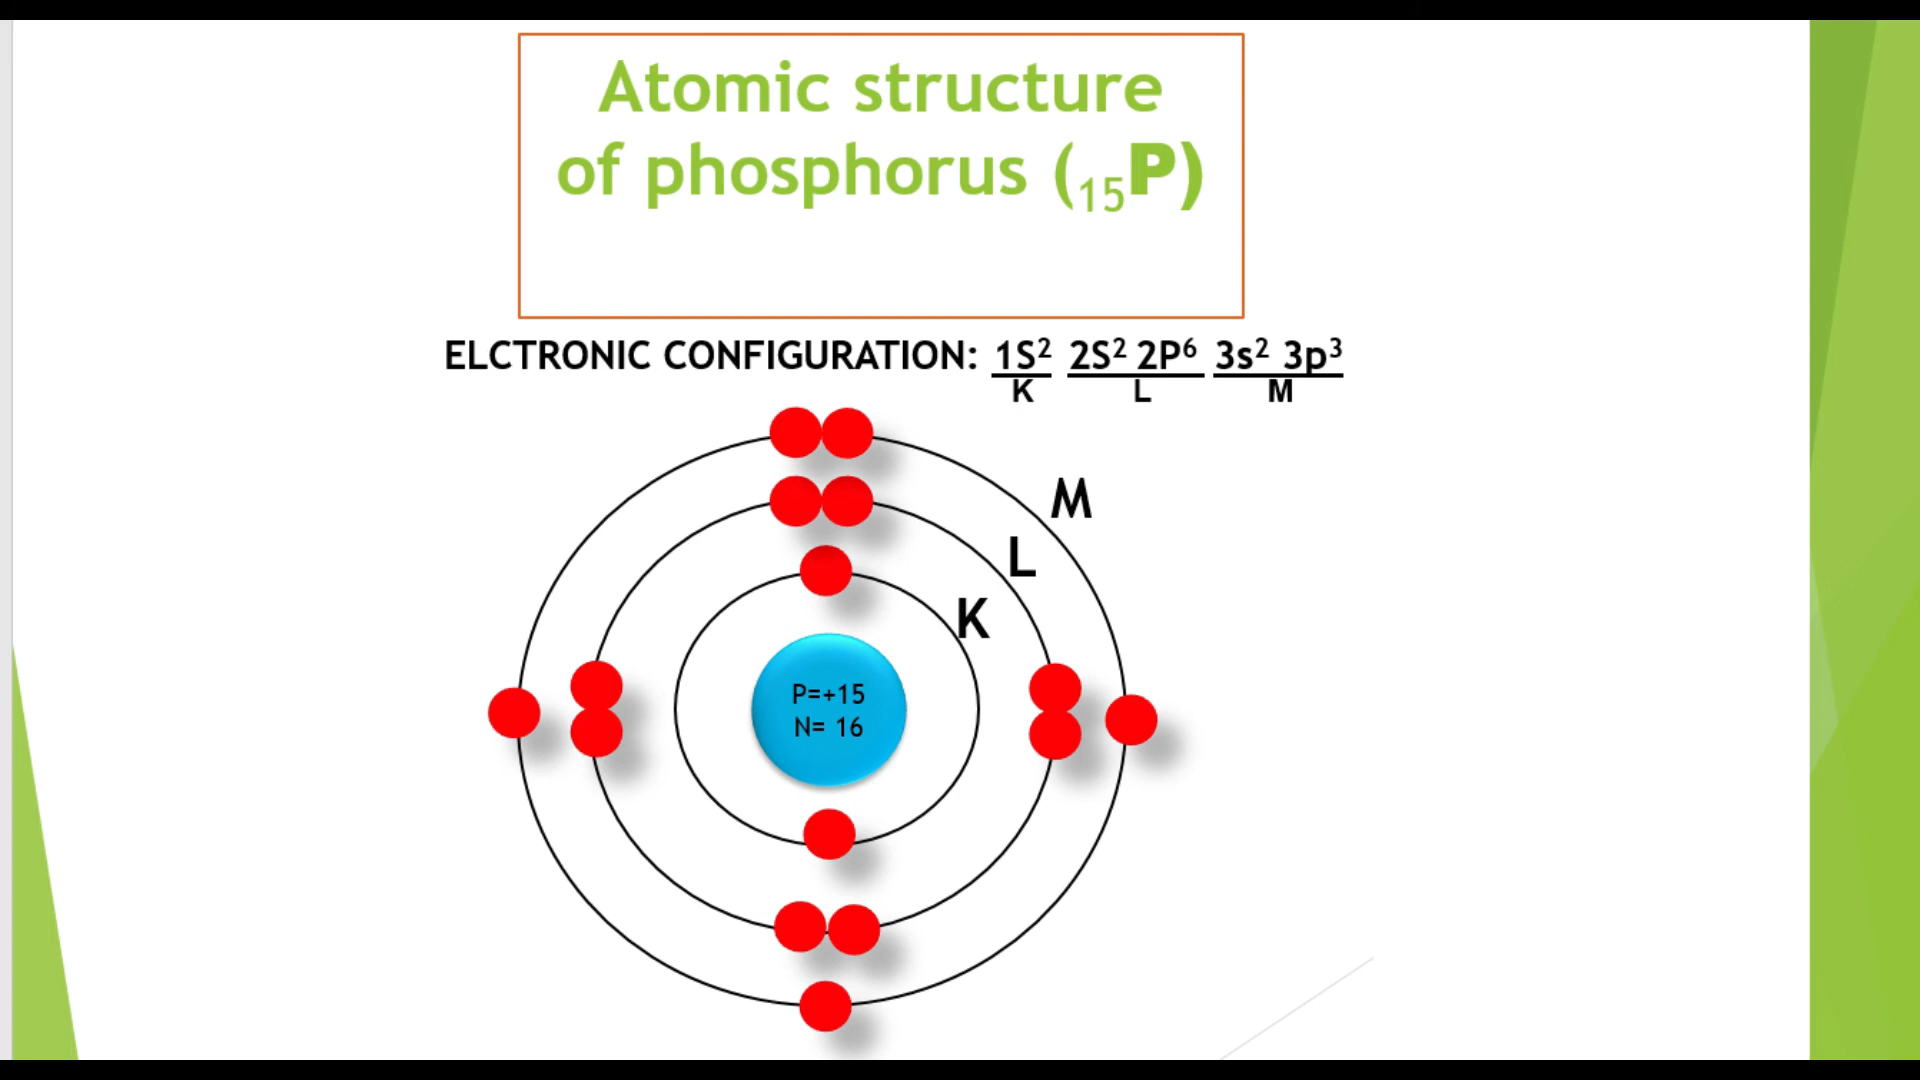 Atomic structure
of phosphorus (₁₅P)
ELCTRONIC CONFIGURATION: 1S² 2S² 2P⁶ 3s² 3p³
K L M
M
L
K
P=+15
N= 16